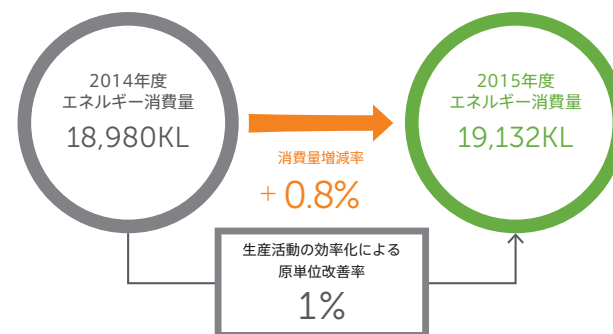 2014年度
エネルギー消費量
18,980KL
消費量増減率
+0.8%
2015年度
エネルギー消費量
19,132KL
生産活動の効率化による
原単位改善率
1%